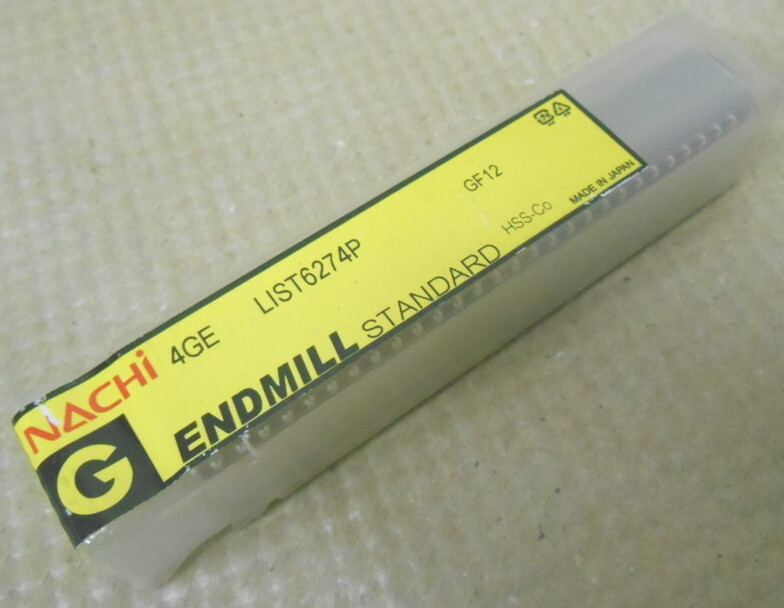 NACHi
4GE LIST6274P GF12
G
ENDMILL STANDARD HSS-Co
MADE IN JAPAN